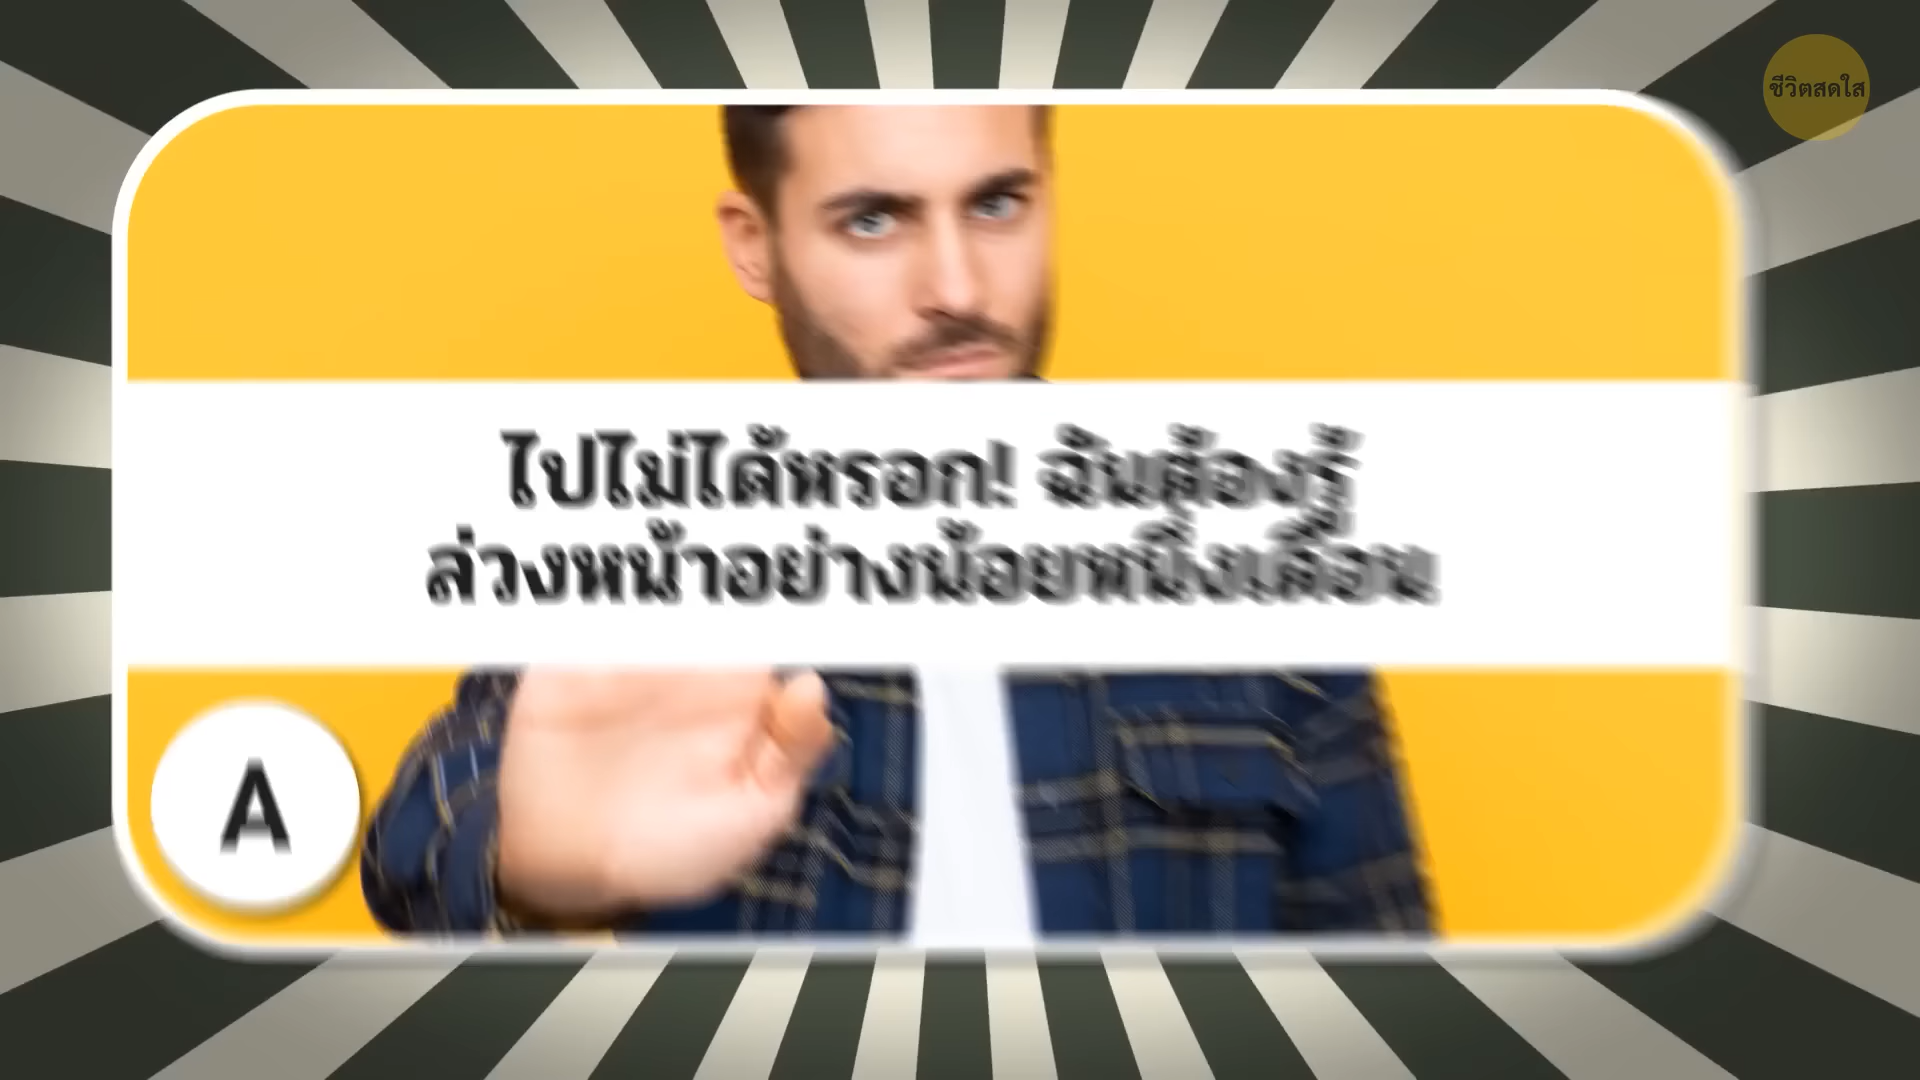 ชีวิตสดใส
ไปไม่ได้หรอก! ฉันต้องรู้
ล่วงหน้าอย่างน้อยหนึ่งเดือน
A